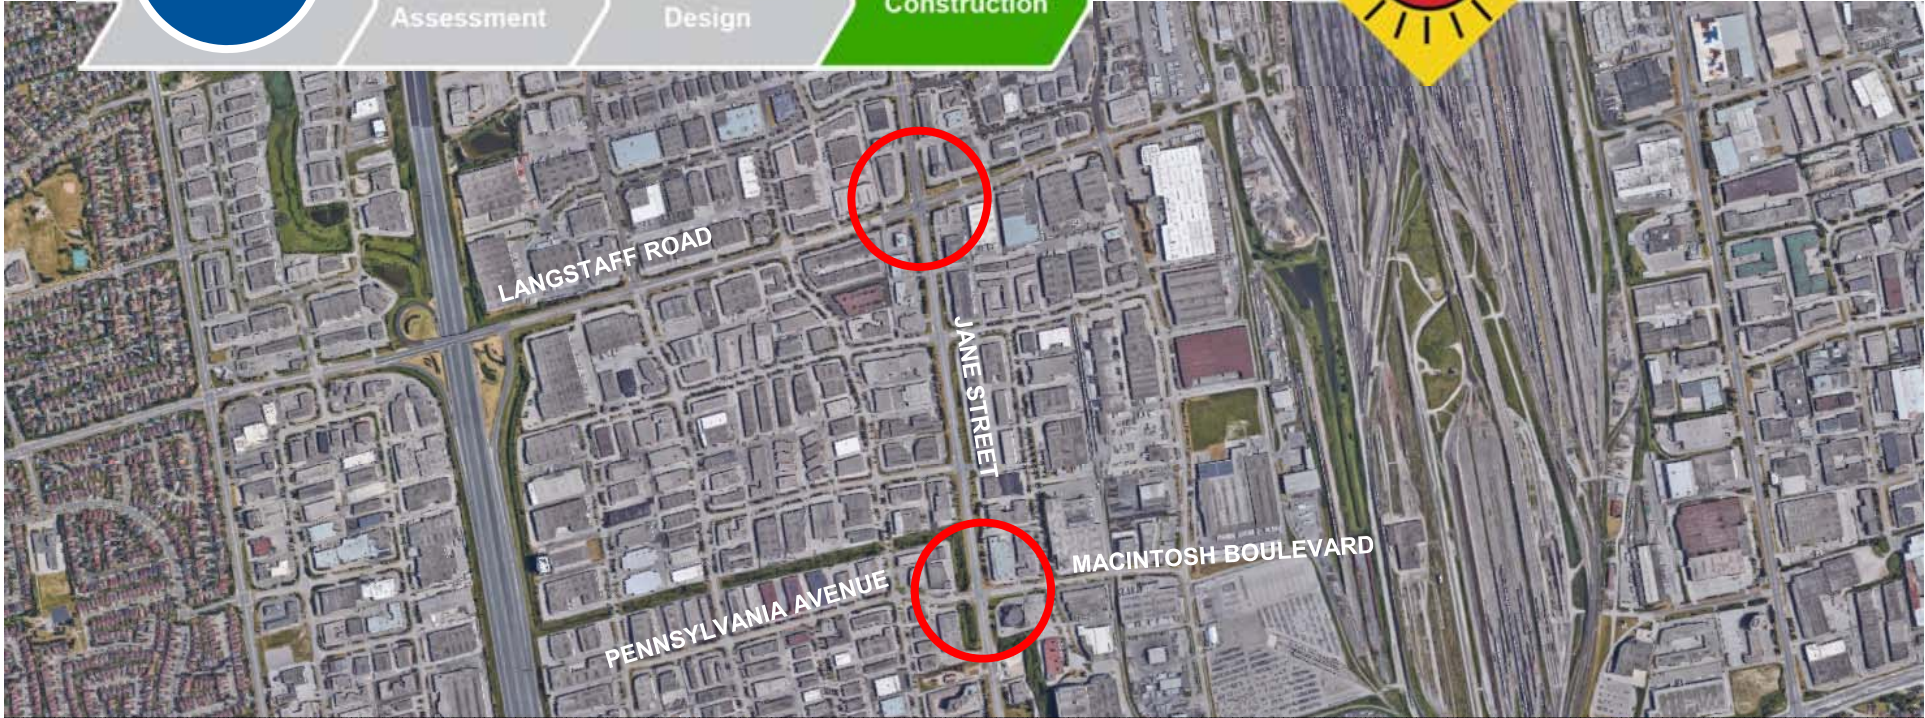 Assessment
Design
Construction
LANGSTAFF ROAD
JANE STREET
MACINTOSH BOULEVARD
PENNSYLVANIA AVENUE